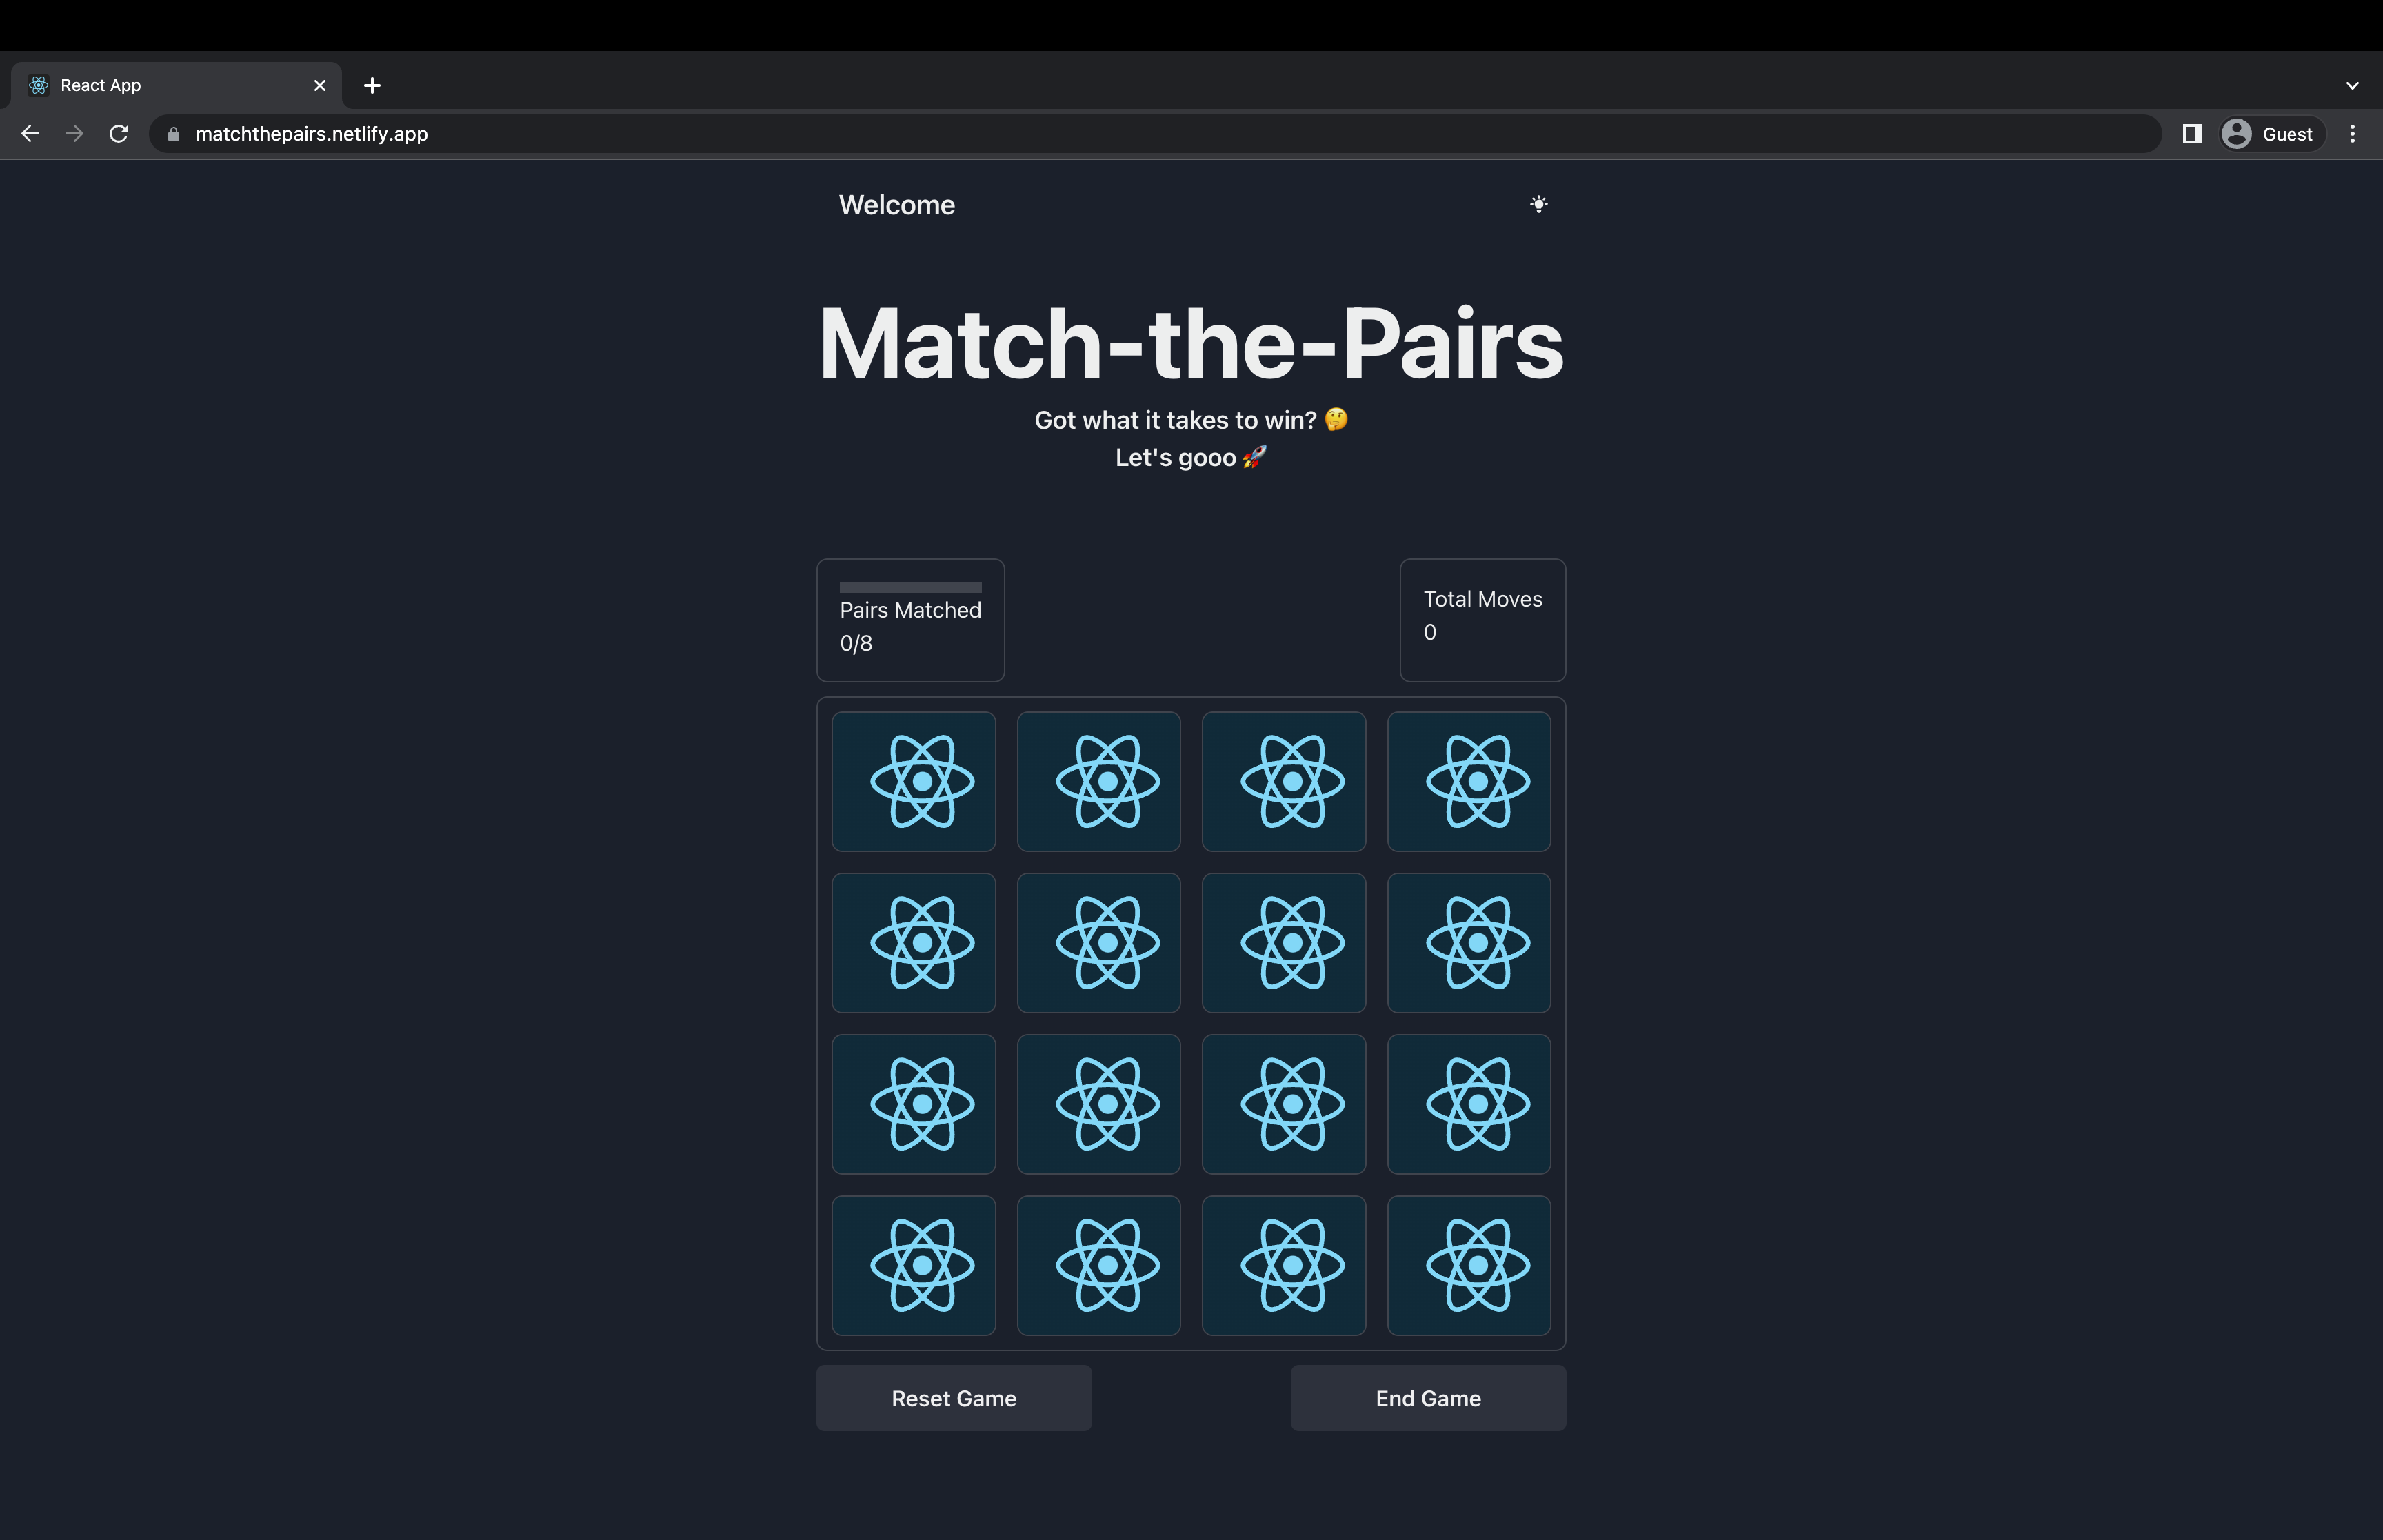 React App
matchthepairs.netlify.app
Guest
Welcome
Match-the-Pairs
Got what it takes to win? 🤔
Let's gooo 🚀
Pairs Matched
0/8
Total Moves
0
Reset Game
End Game